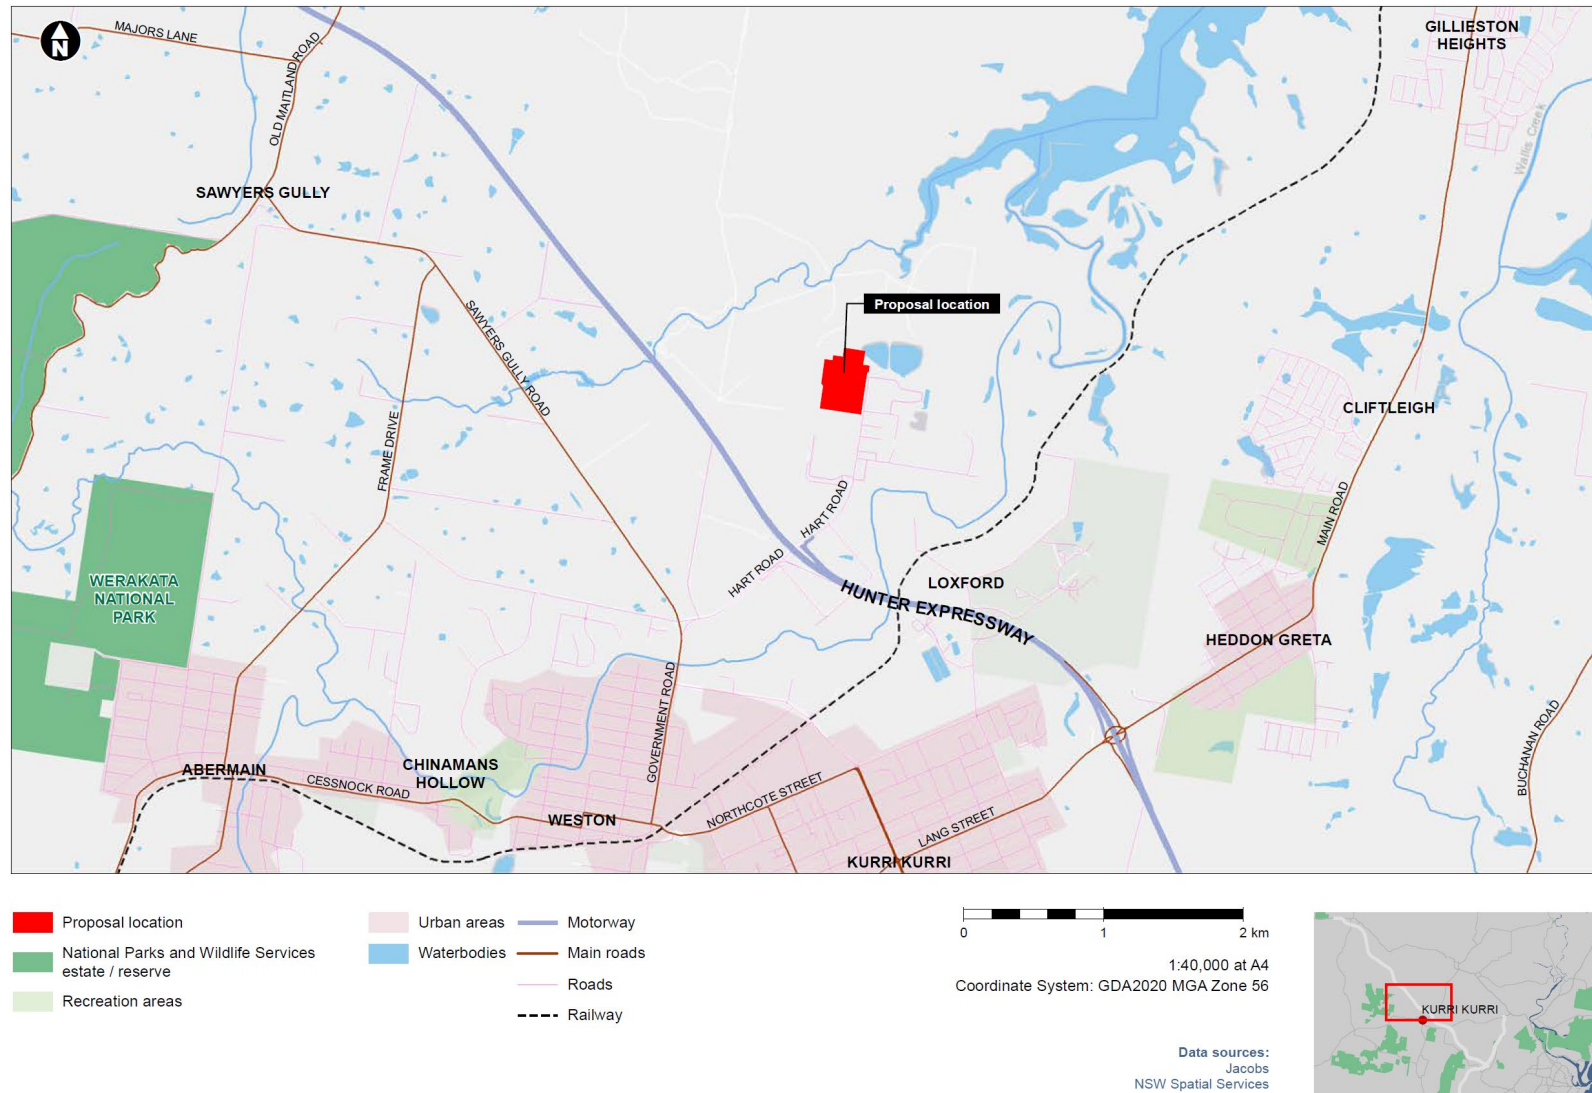 N
MAJORS LANE
OLD MAITLAND ROAD
GILLIESTON
HEIGHTS
Wallis Creek
SAWYERS GULLY
Proposal location
SAWYERS GULLY ROAD
FRAME DRIVE
CLIFTLEIGH
MAIN ROAD
HART ROAD
HART ROAD
LOXFORD
HUNTER EXPRESSWAY
WERAKATA
NATIONAL
PARK
HEDDON GRETA
GOVERNMENT ROAD
BUCHANAN ROAD
ABERMAIN
CESSNOCK ROAD
CHINAMANS
HOLLOW
WESTON
NORTHCOTE STREET
LANG STREET
KURRI KURRI
Proposal location
National Parks and Wildlife Services
estate / reserve
Recreation areas
Urban areas
Waterbodies
Motorway
Main roads
Roads
Railway
0 1 2 km
1:40,000 at A4
Coordinate System: GDA2020 MGA Zone 56
Data sources:
Jacobs
NSW Spatial Services
KURRI KURRI